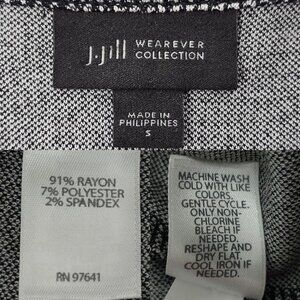 J.Jill WEAREVER
COLLECTION
MADE IN
PHILIPPINES
S
91% RAYON
7% POLYESTER
2% SPANDEX
RN 97641
MACHINE WASH
COLD WITH LIKE
COLORS.
GENTLE CYCLE.
ONLY NON-
CHLORINE
BLEACH IF
NEEDED.
RESHAPE AND
DRY FLAT.
COOL IRON IF
NEEDED.